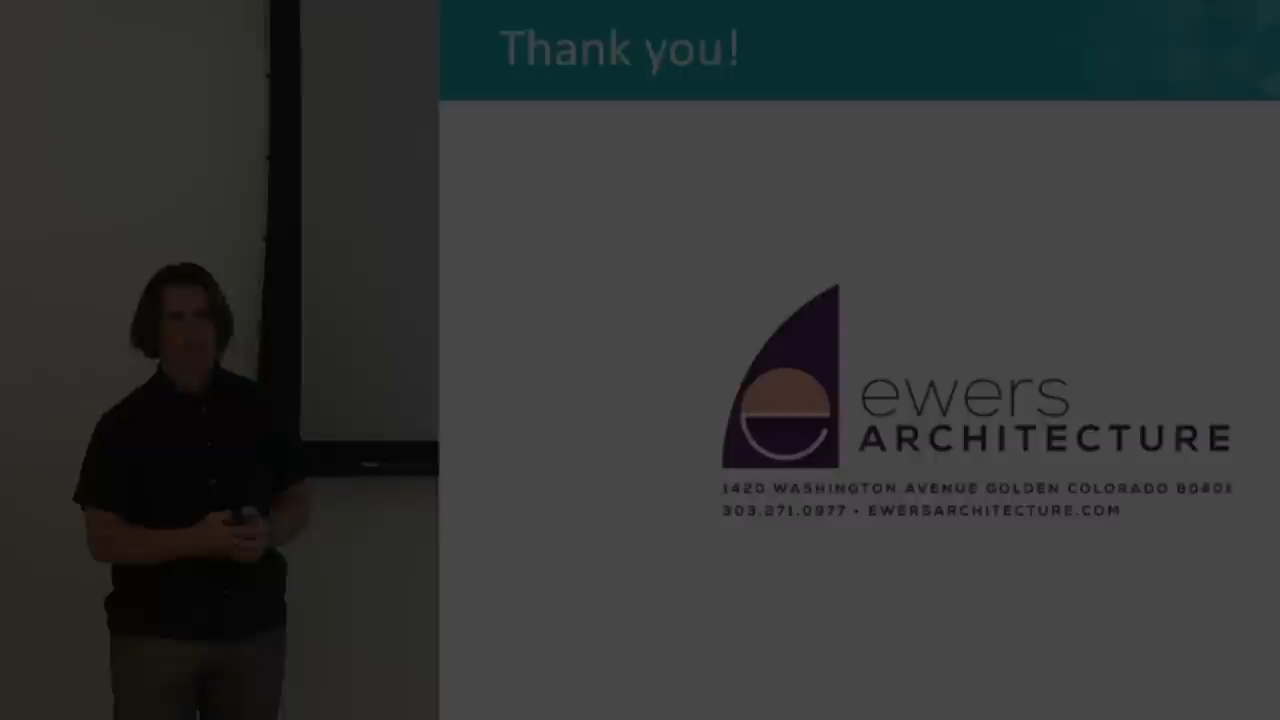 Thank you!
ewers
ARCHITECTURE
1420 WASHINGTON AVENUE GOLDEN COLORADO 80401
303.271.0977 • EWERSARCHITECTURE.COM